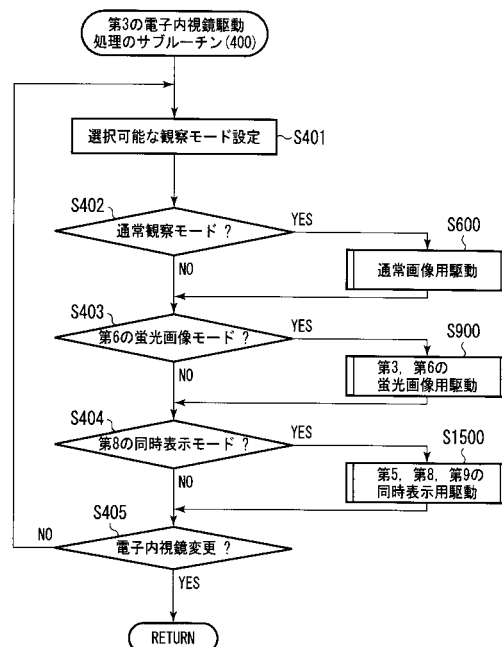 第3の電子内視鏡駆動
処理のサブルーチン(400)
選択可能な観察モード設定
S401
S402
通常観察モード ?
YES
S600
通常画像用駆動
NO
S403
第6の蛍光画像モード ?
YES
S900
第3, 第6の
蛍光画像用駆動
NO
S404
第8の同時表示モード ?
YES
S1500
第5, 第8, 第9の
同時表示用駆動
NO
S405
NO
電子内視鏡変更 ?
YES
RETURN